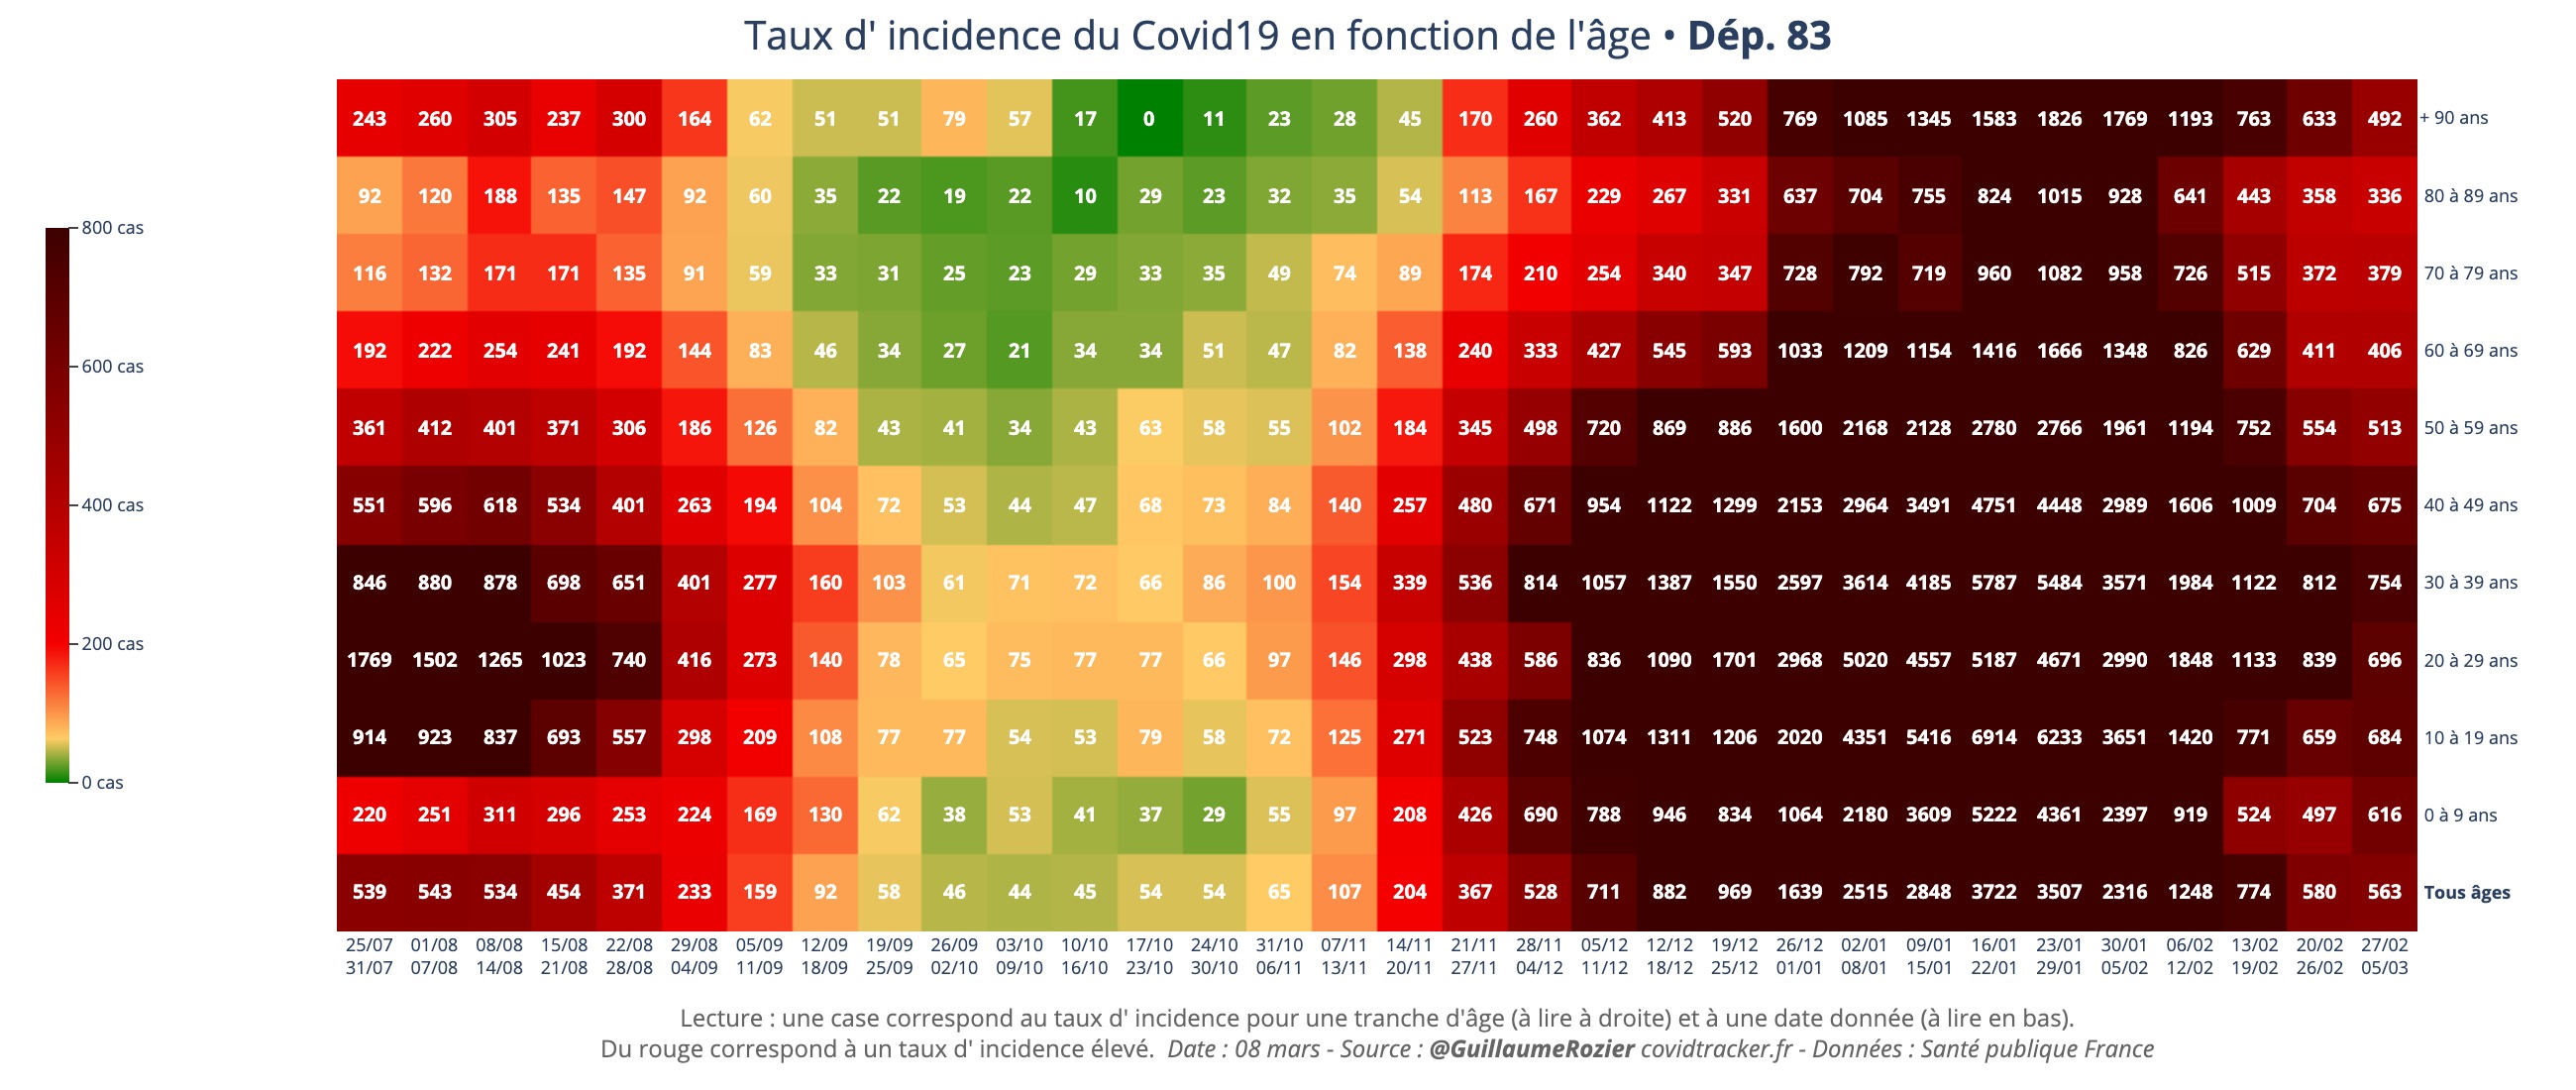 Taux d' incidence du Covid19 en fonction de l'âge • Dép. 83
243 260 305 237 300 164 62 51 51 79 57 17 0 11 23 28 45 170 260 362 413 520 769 1085 1345 1583 1826 1769 1193 763 633 492 + 90 ans
92 120 188 135 147 92 60 35 22 19 22 10 29 23 32 35 54 113 167 229 267 331 637 704 755 824 1015 928 641 443 358 336 80 à 89 ans
800 cas
116 132 171 171 135 91 59 33 31 25 23 29 33 35 49 74 89 174 210 254 340 347 728 792 719 960 1082 958 726 515 372 379 70 à 79 ans
192 222 254 241 192 144 83 46 34 27 21 34 34 51 47 82 138 240 333 427 545 593 1033 1209 1154 1416 1666 1348 826 629 411 406 60 à 69 ans
600 cas
361 412 401 371 306 186 126 82 43 41 34 43 63 58 55 102 184 345 498 720 869 886 1600 2168 2128 2780 2766 1961 1194 752 554 513 50 à 59 ans
400 cas
551 596 618 534 401 263 194 104 72 53 44 47 68 73 84 140 257 480 671 954 1122 1299 2153 2964 3491 4751 4448 2989 1606 1009 704 675 40 à 49 ans
846 880 878 698 651 401 277 160 103 61 71 72 66 86 100 154 339 536 814 1057 1387 1550 2597 3614 4185 5787 5484 3571 1984 1122 812 754 30 à 39 ans
200 cas
1769 1502 1265 1023 740 416 273 140 78 65 75 77 77 66 97 146 298 438 586 836 1090 1701 2968 5020 4557 5187 4671 2990 1848 1133 839 696 20 à 29 ans
914 923 837 693 557 298 209 108 77 77 54 53 79 58 72 125 271 523 748 1074 1311 1206 2020 4351 5416 6914 6233 3651 1420 771 659 684 10 à 19 ans
0 cas
220 251 311 296 253 224 169 130 62 38 53 41 37 29 55 97 208 426 690 788 946 834 1064 2180 3609 5222 4361 2397 919 524 497 616 0 à 9 ans
539 543 534 454 371 233 159 92 58 46 44 45 54 54 65 107 204 367 528 711 882 969 1639 2515 2848 3722 3507 2316 1248 774 580 563 Tous âges
25/07 01/08 08/08 15/08 22/08 29/08 05/09 12/09 19/09 26/09 03/10 10/10 17/10 24/10 31/10 07/11 14/11 21/11 28/11 05/12 12/12 19/12 26/12 02/01 09/01 16/01 23/01 30/01 06/02 13/02 20/02 27/02
31/07 07/08 14/08 21/08 28/08 04/09 11/09 18/09 25/09 02/10 09/10 16/10 23/10 30/10 06/11 13/11 20/11 27/11 04/12 11/12 18/12 25/12 01/01 08/01 15/01 22/01 29/01 05/02 12/02 19/02 26/02 05/03
Lecture : une case correspond au taux d' incidence pour une tranche d'âge (à lire à droite) et à une date donnée (à lire en bas).
Du rouge correspond à un taux d' incidence élevé. Date : 08 mars - Source : @GuillaumeRozier covidtracker.fr - Données : Santé publique France